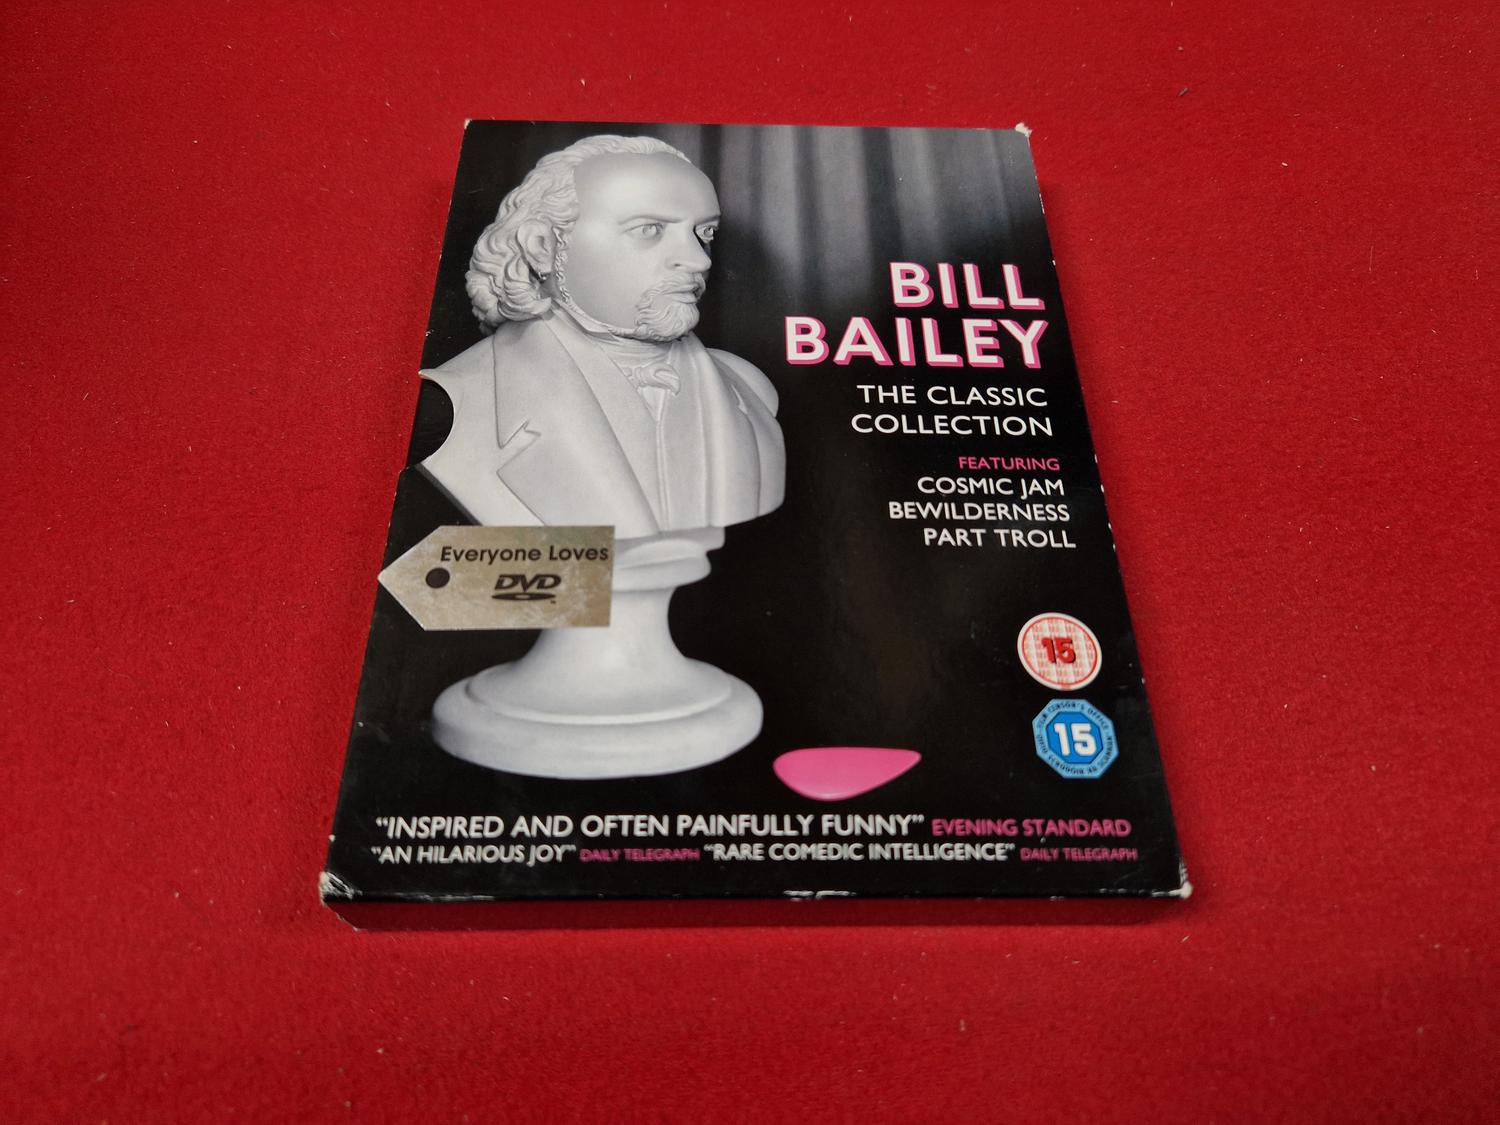 BILL
BAILEY
THE CLASSIC
COLLECTION
FEATURING
COSMIC JAM
BEWILDERNESS
PART TROLL
Everyone Loves
DVD
15
15
“INSPIRED AND OFTEN PAINFULLY FUNNY” EVENING STANDARD
“AN HILARIOUS JOY” DAILY TELEGRAPH “RARE COMEDIC INTELLIGENCE” DAILY TELEGRAPH